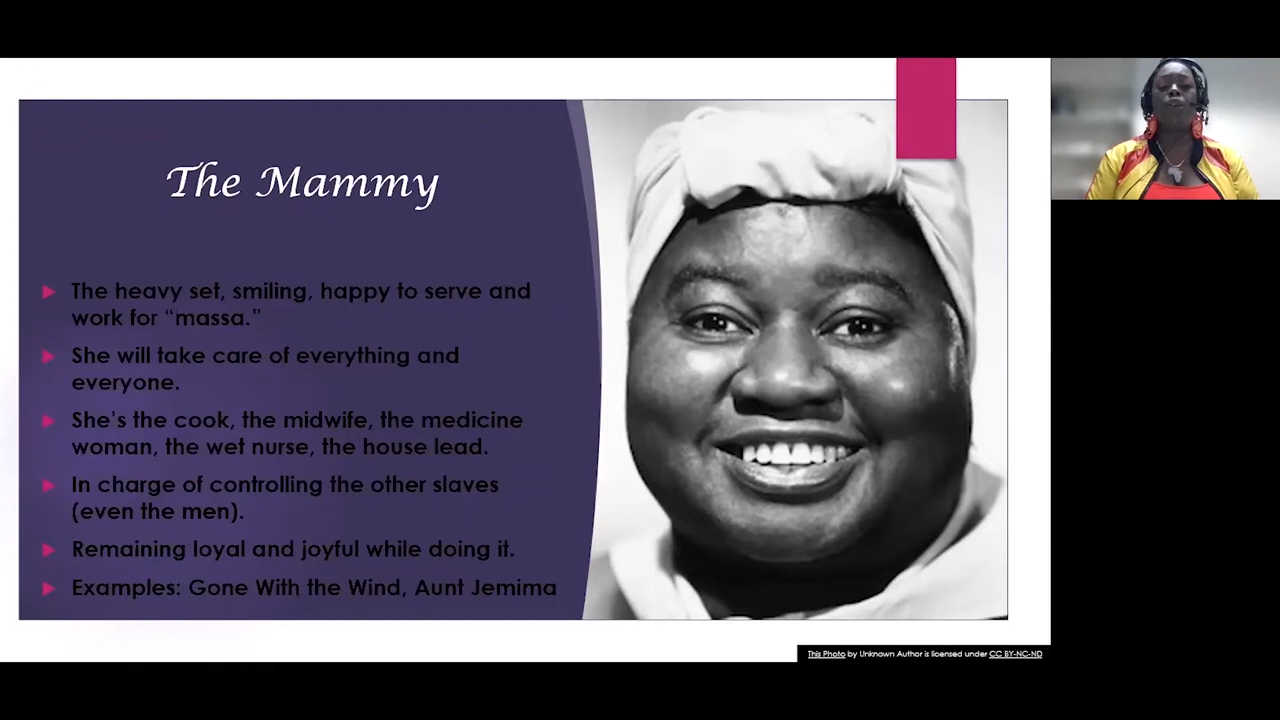 The Mammy
The heavy set, smiling, happy to serve and
work for “massa.”
She will take care of everything and
everyone.
She's the cook, the midwife, the medicine
woman, the wet nurse, the house lead.
In charge of controlling the other slaves
(even the men).
Remaining loyal and joyful while doing it.
Examples: Gone With the Wind, Aunt Jemima
This Photo by Unknown Author is licensed under CC BY-NC-ND